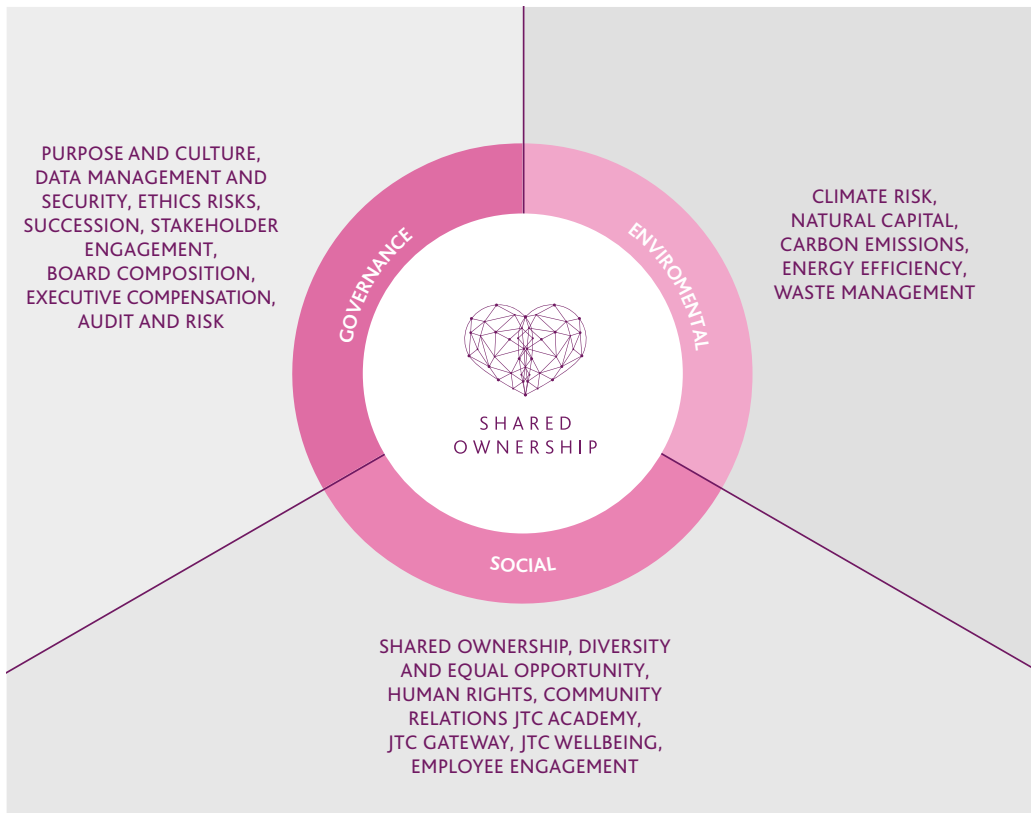 PURPOSE AND CULTURE,
DATA MANAGEMENT AND
SECURITY, ETHICS RISKS,
SUCCESSION, STAKEHOLDER
ENGAGEMENT,
BOARD COMPOSITION,
EXECUTIVE COMPENSATION,
AUDIT AND RISK
GOVERNANCE
ENVIROMENTAL
CLIMATE RISK,
NATURAL CAPITAL,
CARBON EMISSIONS,
ENERGY EFFICIENCY,
WASTE MANAGEMENT
SHARED
OWNERSHIP
SOCIAL
SHARED OWNERSHIP, DIVERSITY
AND EQUAL OPPORTUNITY,
HUMAN RIGHTS, COMMUNITY
RELATIONS JTC ACADEMY,
JTC GATEWAY, JTC WELLBEING,
EMPLOYEE ENGAGEMENT